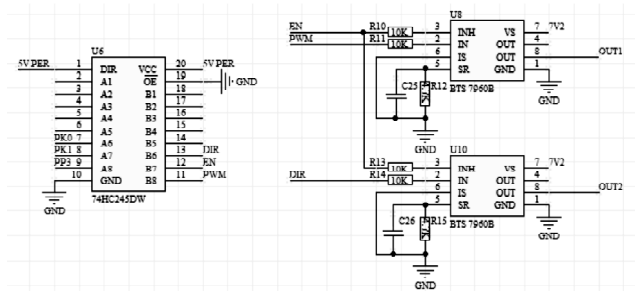 U6
5V PER 1 DIR VCC 20 5V PER
2 A1 OE 19 GND
3 A2 B1 18
4 A3 B2 17
5 A4 B3 16
6 A5 B4 15
PK0 7 A6 B5 14
PK1 8 A7 B6 13 DIR
PP3 9 A8 B7 12 EN
10 GND B8 11 PWM
GND
74HC245DW
U8
EN R10 10K 3 INH VS 7 7V2
PWM R11 10K 2 IN OUT 4
6 IS OUT 8 OUT1
5 SR GND 1
C25 R12
BTS 7960B
GND
GND
U10
R13 10K 3 INH VS 7 7V2
DIR R14 10K 2 IN OUT 4
6 IS OUT 8 OUT2
5 SR GND 1
C26 R15
BTS 7960B
GND
GND